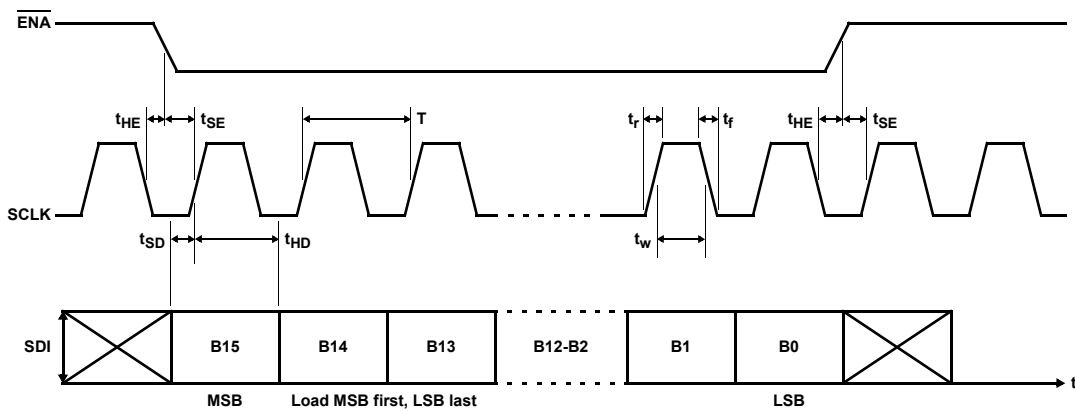 ENA
tHE tSE T tr tf tHE tSE
SCLK
tSD tHD tw
SDI B15 B14 B13 B12-B2 B1 B0 t
MSB Load MSB first, LSB last LSB